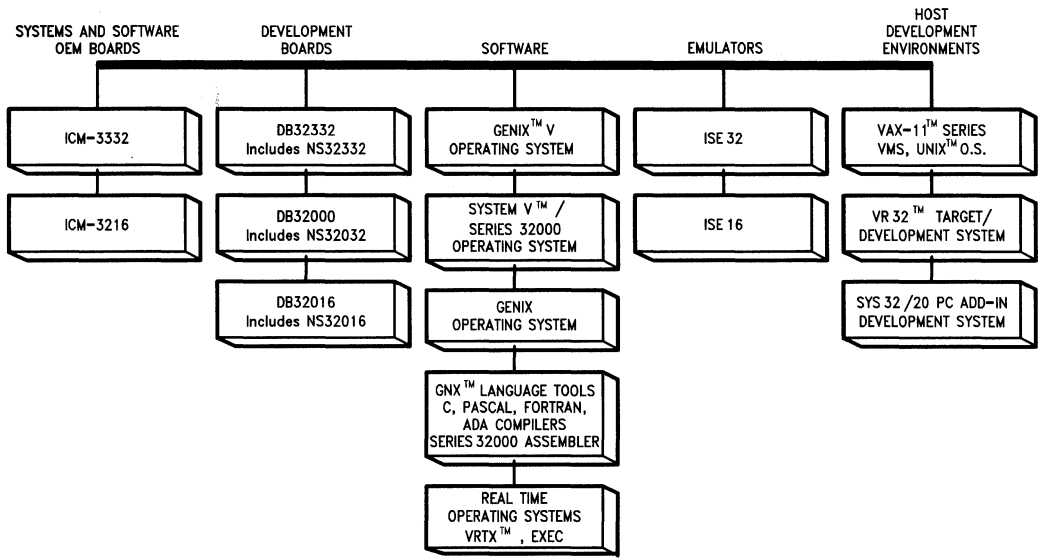 SYSTEMS AND SOFTWARE
OEM BOARDS
ICM-3332
ICM-3216
DEVELOPMENT
BOARDS
DB32332
Includes NS32332
DB32000
Includes NS32032
DB32016
Includes NS32016
SOFTWARE
GENIX™ V
OPERATING SYSTEM
SYSTEM V™ /
SERIES 32000
OPERATING SYSTEM
GENIX
OPERATING SYSTEM
GNX™ LANGUAGE TOOLS
C, PASCAL, FORTRAN,
ADA COMPILERS
SERIES 32000 ASSEMBLER
REAL TIME
OPERATING SYSTEMS
VRTX™ , EXEC
EMULATORS
ISE 32
ISE 16
HOST
DEVELOPMENT
ENVIRONMENTS
VAX-11™ SERIES
VMS, UNIX™ O.S.
VR 32™ TARGET/
DEVELOPMENT SYSTEM
SYS 32 /20 PC ADD-IN
DEVELOPMENT SYSTEM